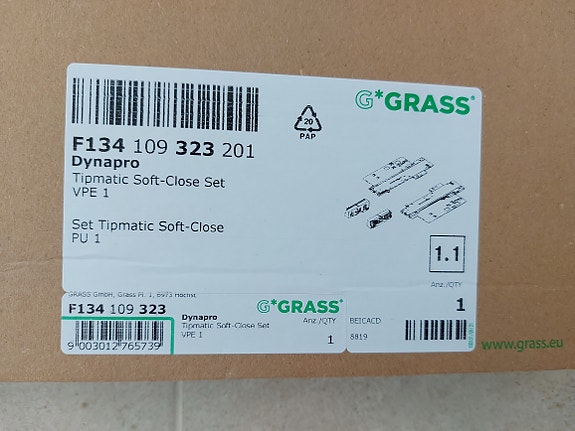 G*GRASS®
20
PAP
F134 109 323 201
Dynapro
Tipmatic Soft-Close Set
VPE 1
Set Tipmatic Soft-Close
PU 1
1.1
Anz./QTY
1
GRASS GmbH, Grass Pl. 1, 6973 Höchst
F134 109 323
G*GRASS®
Dynapro
Anz./QTY
Tipmatic Soft-Close Set
VPE 1
1
9 003012 765739
BEICACD
8819
www.grass.eu